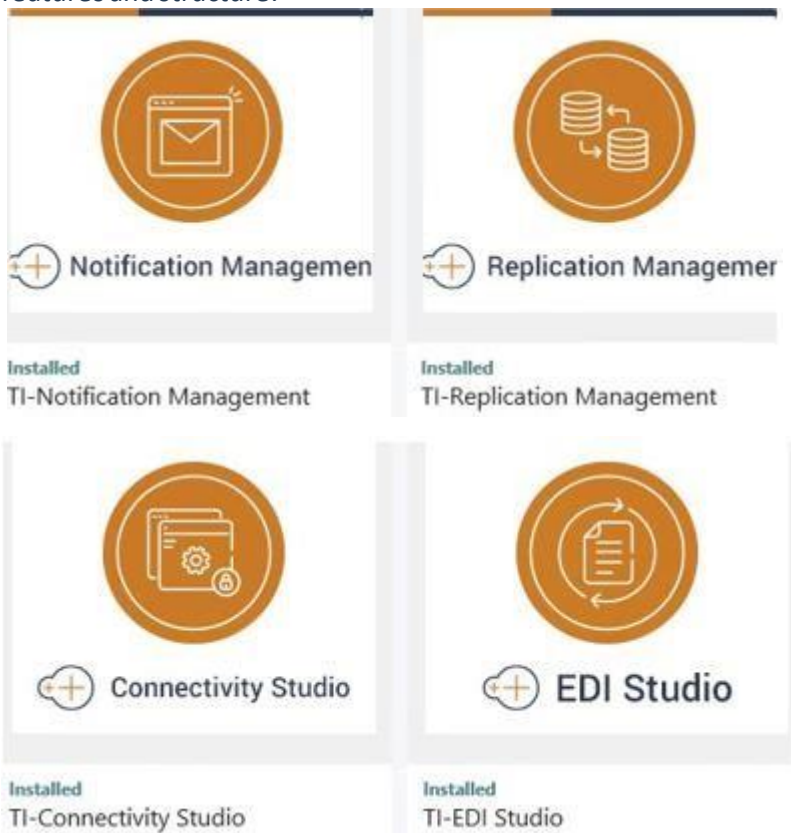 Notification Managemen
Replication Managemer
Installed
TI-Notification Management
Installed
TI-Replication Management
Connectivity Studio
EDI Studio
Installed
TI-Connectivity Studio
Installed
TI-EDI Studio